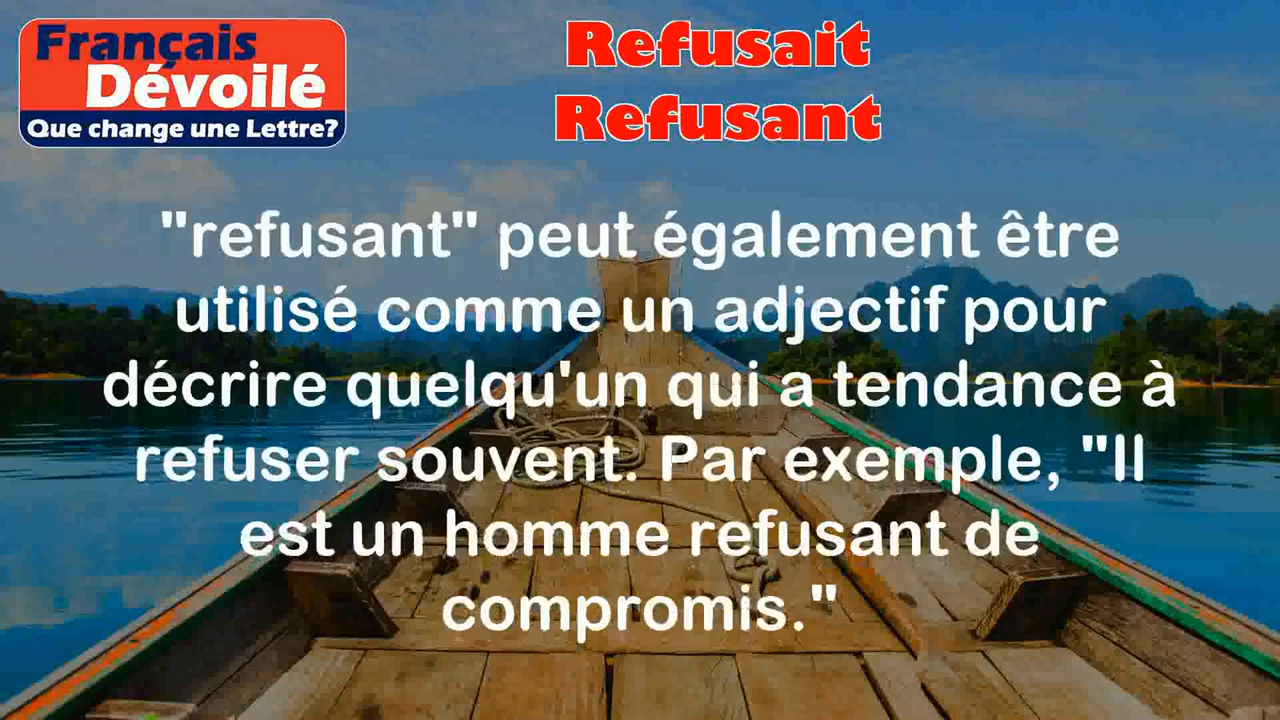 Français
Dévoilé
Que change une Lettre?
Refusait
Refusant
"refusant" peut également être
utilisé comme un adjectif pour
décrire quelqu'un qui a tendance à
refuser souvent. Par exemple, "Il
est un homme refusant de
compromis."